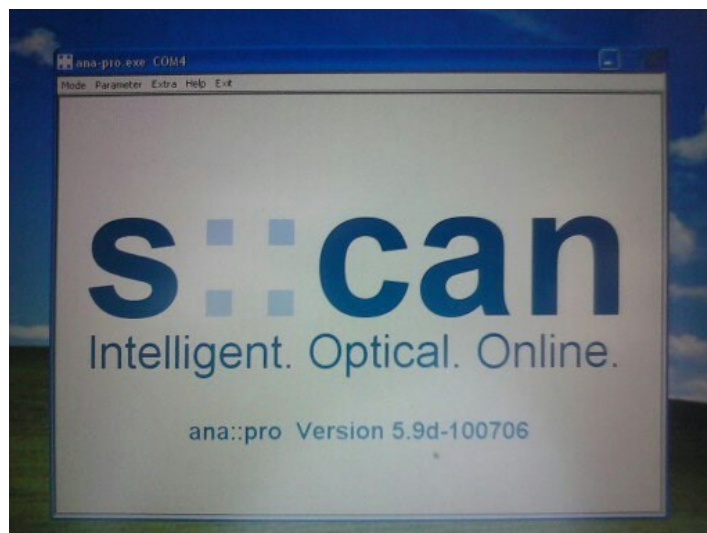 ana-pro.exe COM4
Mode Parameter Extra Help Exit
s::can
Intelligent. Optical. Online.
ana::pro Version 5.9d-100706